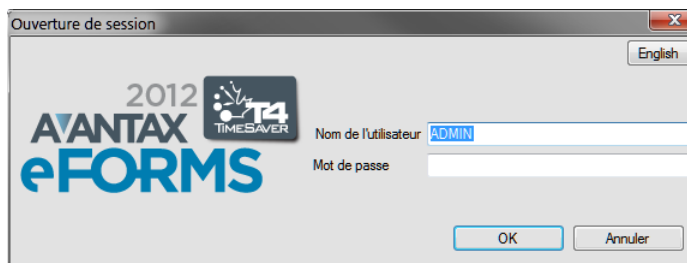 Ouverture de session
English
2012
AVANTAX
eFORMS
T4
TIMESAVER
Nom de l'utilisateur ADMIN
Mot de passe
OK Annuler